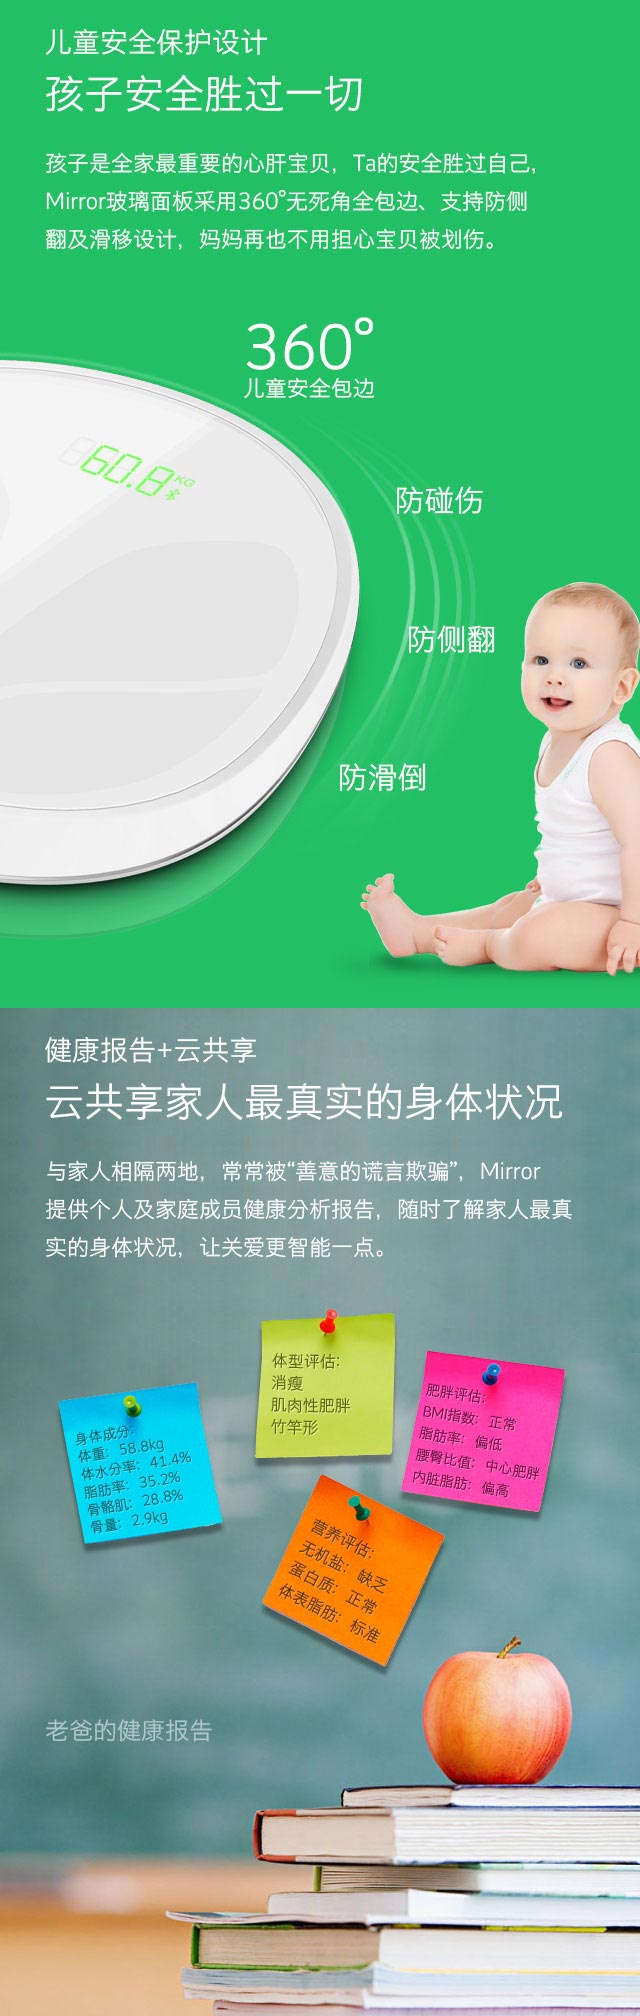 儿童安全保护设计
孩子安全胜过一切
孩子是全家最重要的心肝宝贝，Ta的安全胜过自己，
Mirror玻璃面板采用360°无死角全包边、支持防侧
翻及滑移设计，妈妈再也不用担心宝贝被划伤。
360°
儿童安全包边
60.8 KG
防碰伤
防侧翻
防滑倒
健康报告+云共享
云共享家人最真实的身体状况
与家人相隔两地，常常被“善意的谎言欺骗”，Mirror
提供个人及家庭成员健康分析报告，随时了解家人最真
实的身体状况，让关爱更智能一点。
体型评估:
消瘦
肌肉性肥胖
竹竿形
肥胖评估:
BMI指数: 正常
脂肪率: 偏低
腰臀比值: 中心肥胖
内脏脂肪: 偏高
身体成分:
体重: 58.8kg
体水分率: 41.4%
脂肪率: 35.2%
骨骼肌: 28.8%
骨量: 2.9kg
营养评估:
无机盐: 缺乏
蛋白质: 正常
体表脂肪: 标准
老爸的健康报告